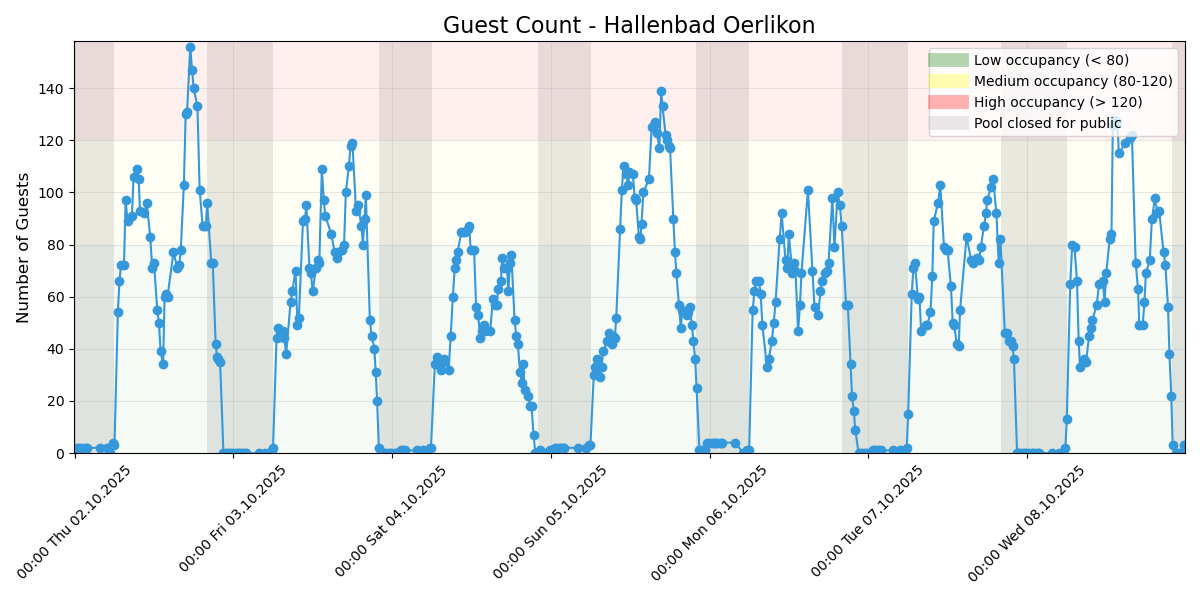 Guest Count - Hallenbad Oerlikon
Number of Guests
140
120
100
80
60
40
20
0
Low occupancy (< 80)
Medium occupancy (80-120)
High occupancy (> 120)
Pool closed for public
00:00 Thu 02.10.2025
00:00 Fri 03.10.2025
00:00 Sat 04.10.2025
00:00 Sun 05.10.2025
00:00 Mon 06.10.2025
00:00 Tue 07.10.2025
00:00 Wed 08.10.2025